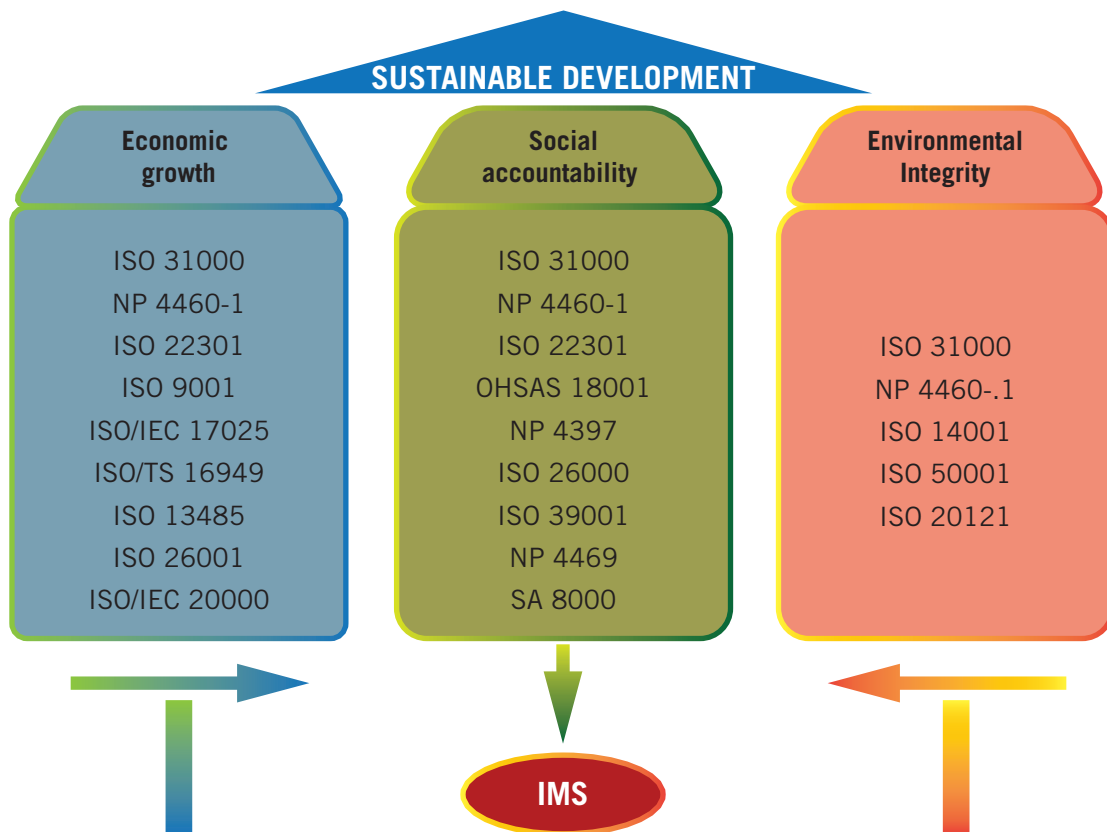 SUSTAINABLE DEVELOPMENT
Economic
growth
ISO 31000
NP 4460-1
ISO 22301
ISO 9001
ISO/IEC 17025
ISO/TS 16949
ISO 13485
ISO 26001
ISO/IEC 20000
Social
accountability
ISO 31000
NP 4460-1
ISO 22301
OHSAS 18001
NP 4397
ISO 26000
ISO 39001
NP 4469
SA 8000
Environmental
Integrity
ISO 31000
NP 4460-.1
ISO 14001
ISO 50001
ISO 20121
IMS